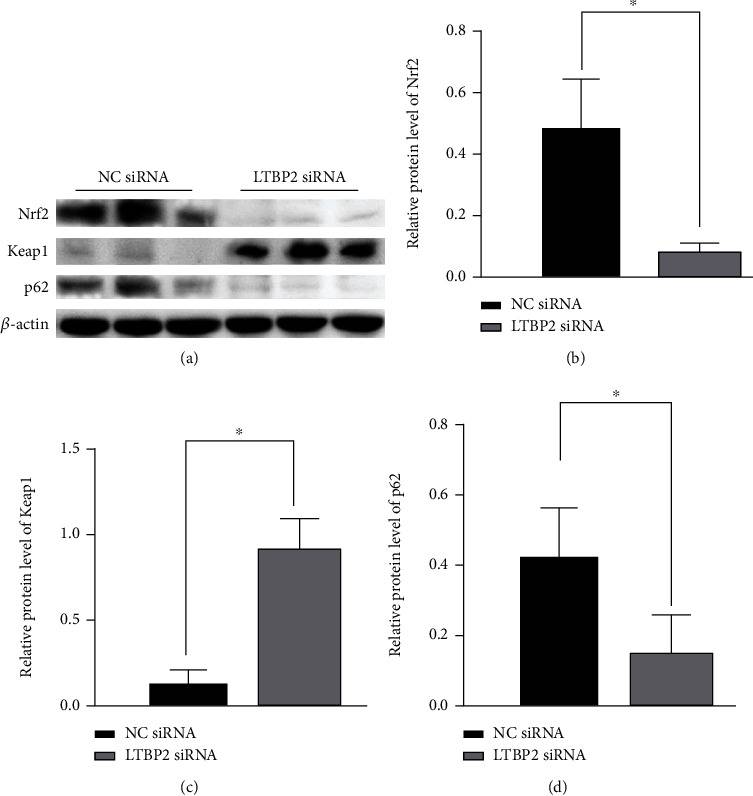 NC siRNA LTBP2 siRNA
Nrf2
Keap1
p62
β-actin
(a)
*
Relative protein level of Nrf2
0.8
0.6
0.4
0.2
0.0
NC siRNA
LTBP2 siRNA
(b)
*
Relative protein level of Keap1
1.5
1.0
0.5
0.0
NC siRNA
LTBP2 siRNA
(c)
*
Relative protein level of p62
0.8
0.6
0.4
0.2
0.0
NC siRNA
LTBP2 siRNA
(d)